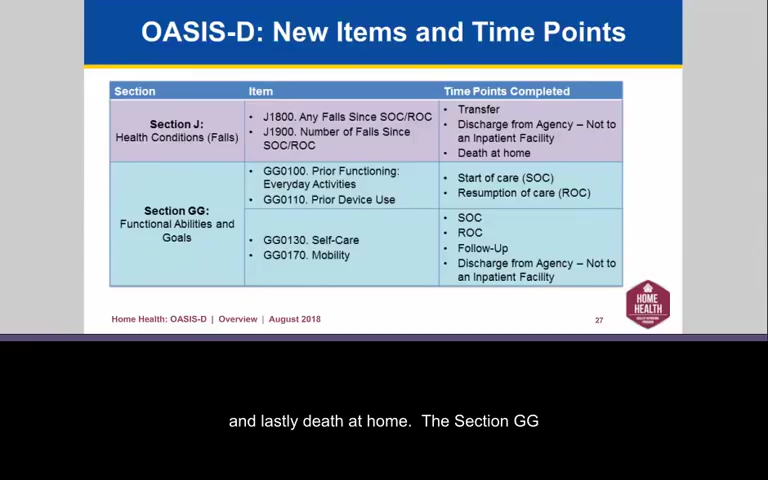 OASIS-D: New Items and Time Points
Section
Item
Time Points Completed
Section J:
Health Conditions (Falls)
• J1800. Any Falls Since SOC/ROC
• J1900. Number of Falls Since
SOC/ROC
• Transfer
• Discharge from Agency – Not to
an Inpatient Facility
• Death at home
Section GG:
Functional Abilities and
Goals
• GG0100. Prior Functioning:
Everyday Activities
• GG0110. Prior Device Use
• Start of care (SOC)
• Resumption of care (ROC)
• GG0130. Self-Care
• GG0170. Mobility
• SOC
• ROC
• Follow-Up
• Discharge from Agency – Not to
an Inpatient Facility
Home Health: OASIS-D | Overview | August 2018
27
HOME
HEALTH
and lastly death at home. The Section GG